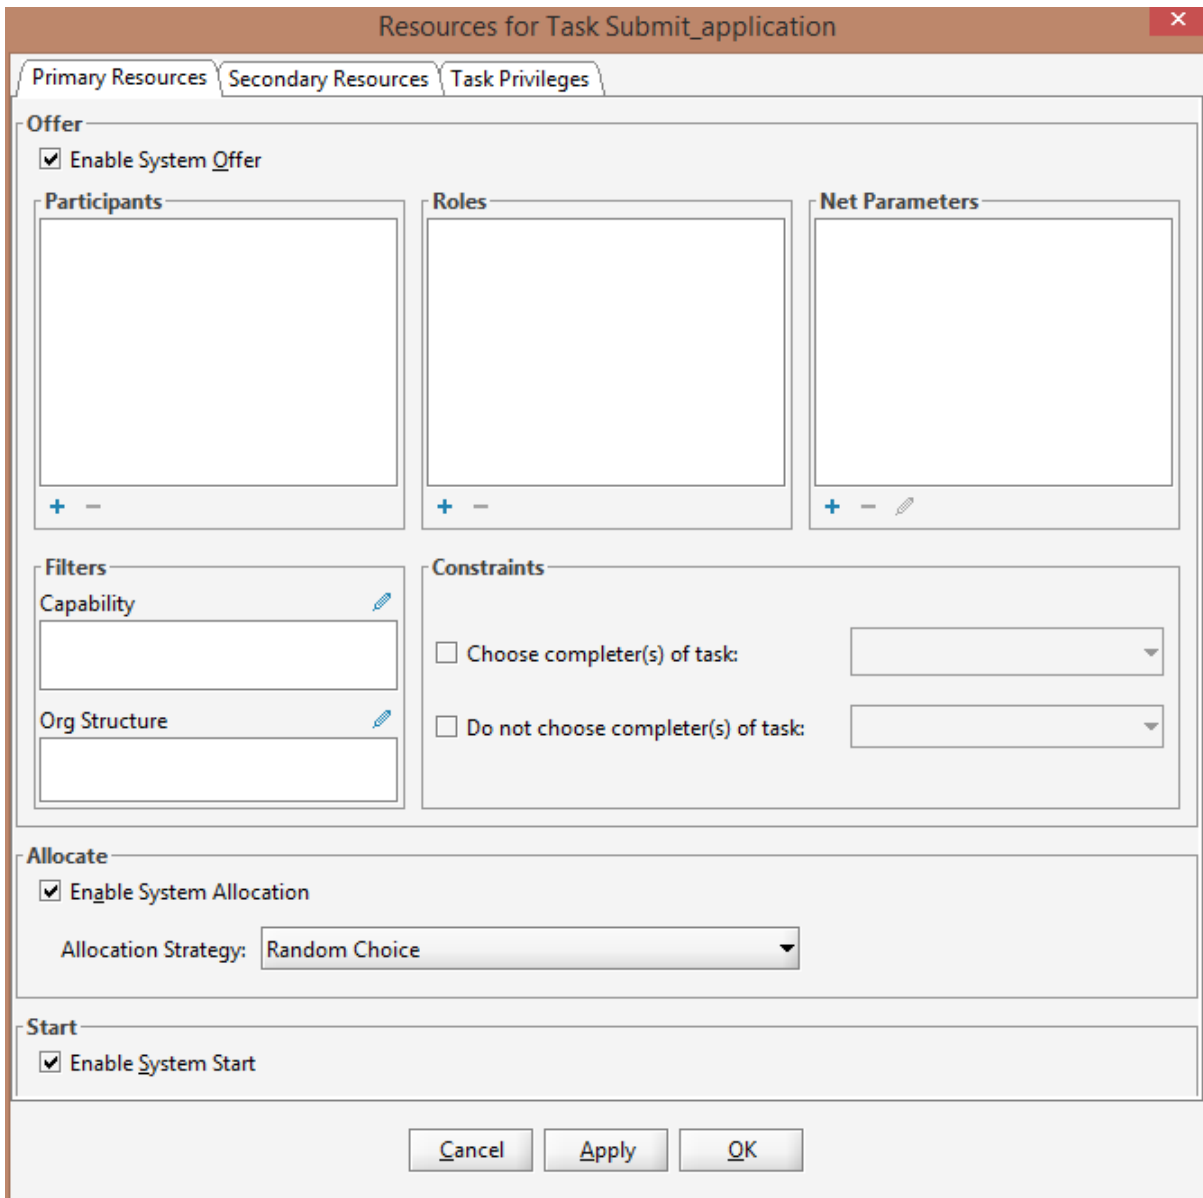 Resources for Task Submit_application
Primary Resources Secondary Resources Task Privileges
Offer
Enable System Offer
Participants Roles Net Parameters
Filters Constraints
Capability
Choose completer(s) of task:
Org Structure
Do not choose completer(s) of task:
Allocate
Enable System Allocation
Allocation Strategy: Random Choice
Start
Enable System Start
Cancel Apply OK